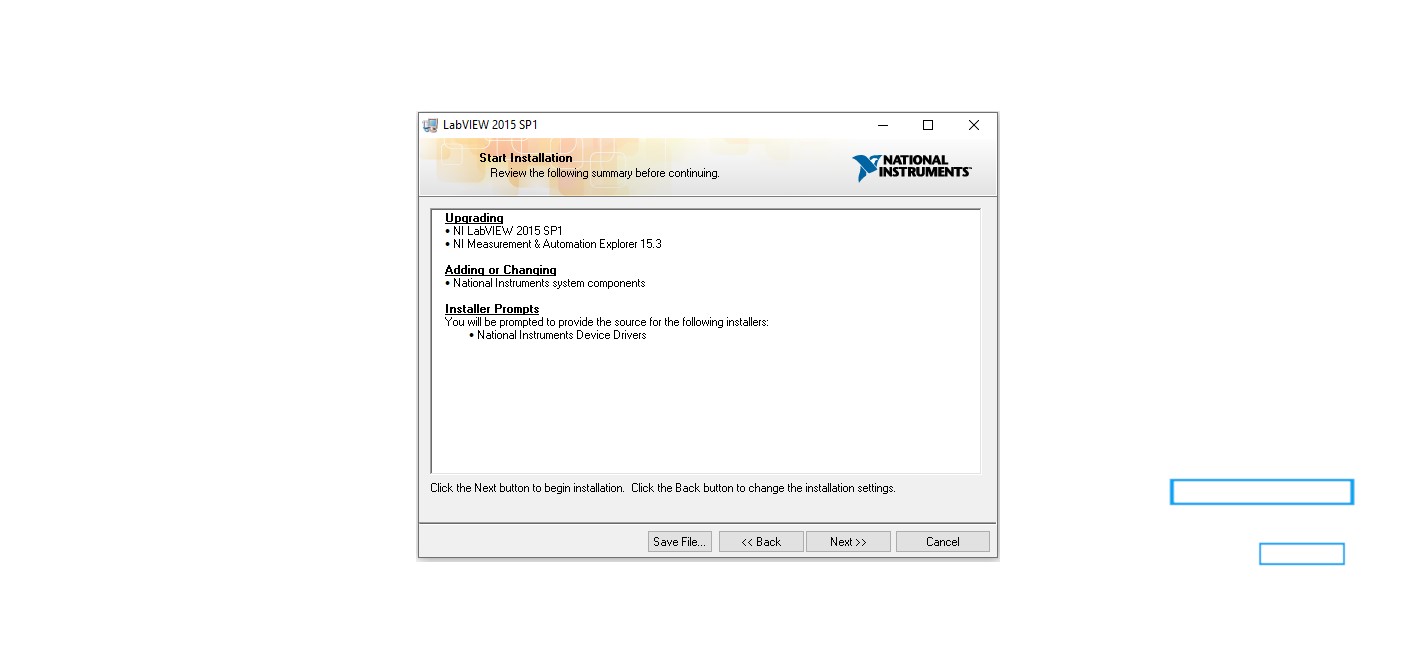 LabVIEW 2015 SP1
Start Installation
Review the following summary before continuing.
NATIONAL
INSTRUMENTS™
Upgrading
• NI LabVIEW 2015 SP1
• NI Measurement & Automation Explorer 15.3
Adding or Changing
• National Instruments system components
Installer Prompts
You will be prompted to provide the source for the following installers:
• National Instruments Device Drivers
Click the Next button to begin installation.  Click the Back button to change the installation settings.
Save File... << Back Next >> Cancel